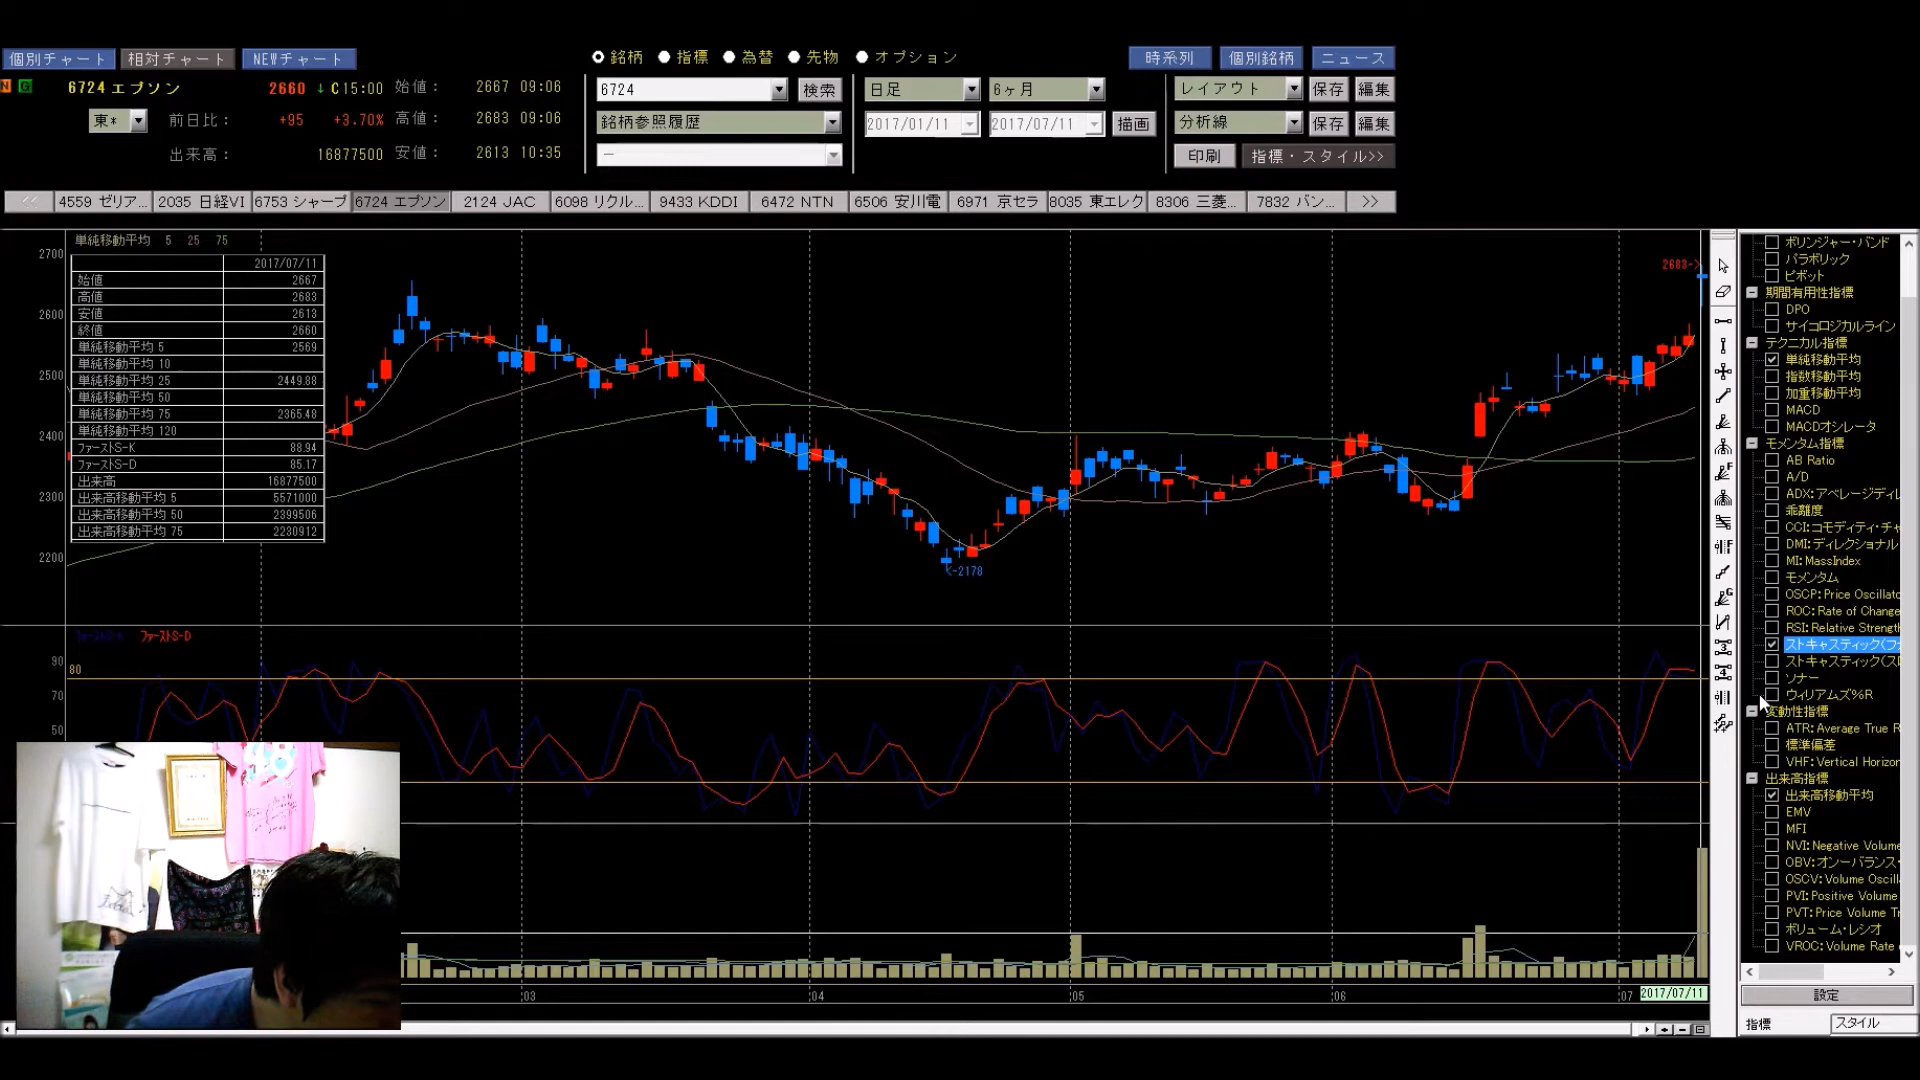 個別チャート 相対チャート NEWチャート
銘柄 指標 為替 先物 オプション
時系列 個別銘柄 ニュース
N G 6724 エプソン 2660 ↓ C15:00 始値: 2667 09:06
東* 前日比: +95 +3.70% 高値: 2683 09:06
出来高: 16877500 安値: 2613 10:35
6724 検索 日足 6ヶ月 レイアウト 保存 編集
銘柄参照履歴 2017/01/11 2017/07/11 描画 分析線 保存 編集
― 印刷 指標・スタイル>>
<< 4559 ゼリア... 2035 日経VI 6753 シャープ 6724 エプソン 2124 JAC 6098 リクル... 9433 KDDI 6472 NTN 6506 安川電 6971 京セラ 8035 東エレク 8306 三菱... 7832 バン... >>
単純移動平均 5 25 75
2017/07/11
始値 2667
高値 2683
安値 2613
終値 2660
単純移動平均 5 2569
単純移動平均 10
単純移動平均 25 2449.88
単純移動平均 50
単純移動平均 75 2365.48
単純移動平均 120
ファーストS-K 88.94
ファーストS-D 85.17
出来高 16877500
出来高移動平均 5 5571000
出来高移動平均 50 2399506
出来高移動平均 75 2230912
2700
2600
2500
2400
2300
2200
2683->
<-2178
ファーストS-K ファーストS-D
90
80
70
50
03 04 05 06 07 2017/07/11
ボリンジャー・バンド
パラボリック
ピボット
期間有用性指標
DPO
サイコロジカルライン
テクニカル指標
単純移動平均
指数移動平均
加重移動平均
MACD
MACDオシレータ
モメンタム指標
AB Ratio
A/D
ADX:アベレージディレ
乖離度
CCI:コモディティ・チャ
DMI:ディレクショナル
MI:MassIndex
モメンタム
OSCP:Price Oscillato
ROC:Rate of Change
RSI:Relative Strengt
ストキャスティック(フ
ストキャスティック(ス
ソナー
ウィリアムズ%R
変動性指標
ATR:Average True R
標準偏差
VHF:Vertical Horizon
出来高指標
出来高移動平均
EMV
MFI
NVI:Negative Volume
OBV:オーンバランス・
OSCV:Volume Oscill
PVI:Positive Volume
PVT:Price Volume Tr
ボリューム・レシオ
VROC:Volume Rate
設定
指標 スタイル